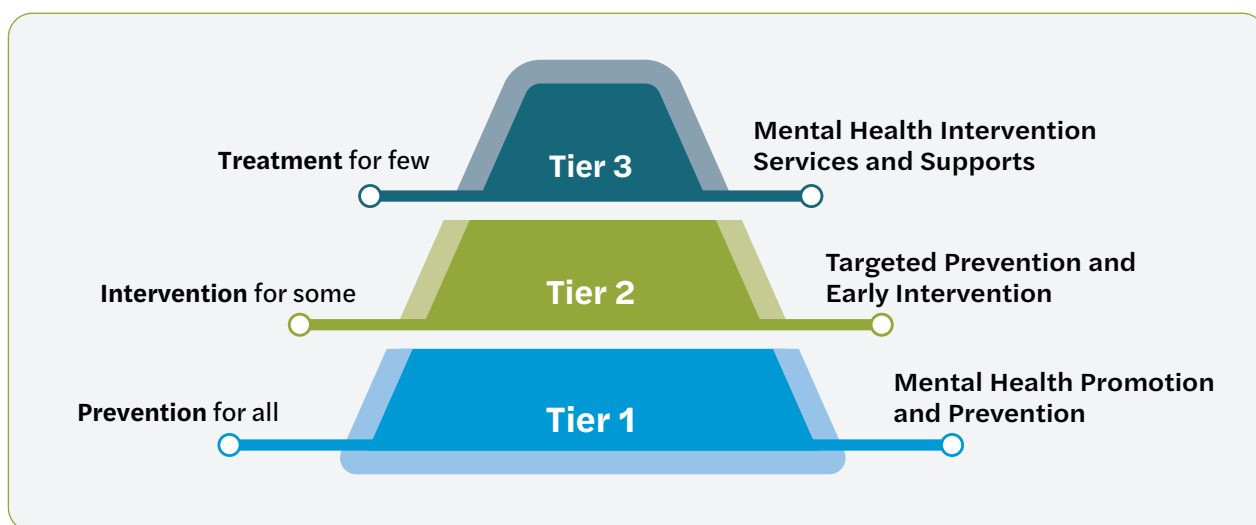 Treatment for few
Tier 3
Mental Health Intervention
Services and Supports
Intervention for some
Tier 2
Targeted Prevention and
Early Intervention
Prevention for all
Tier 1
Mental Health Promotion
and Prevention